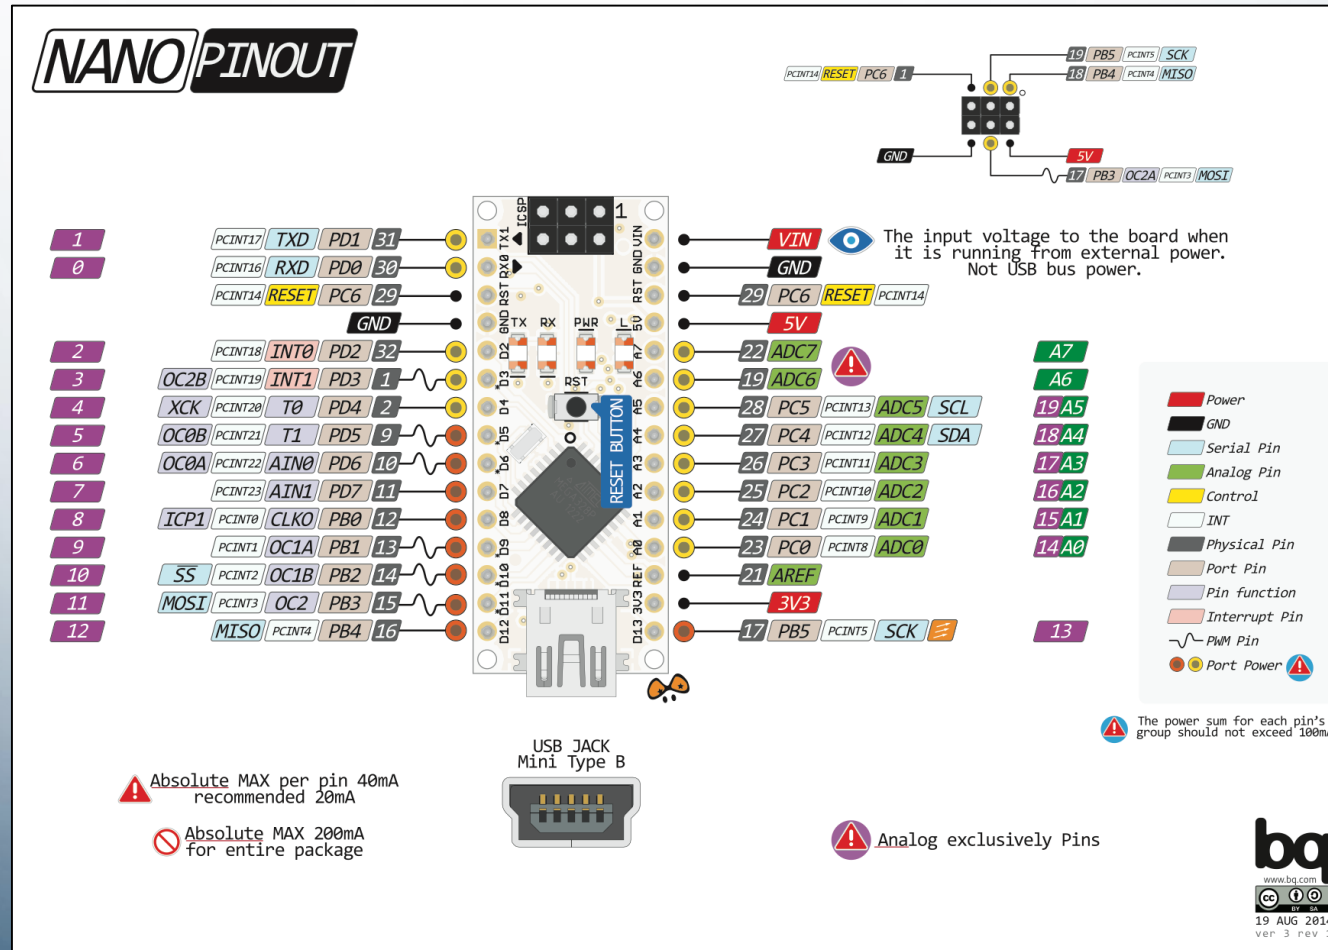 NANO PINOUT
19 PB5 PCINT5 SCK
PCINT14 RESET PC6 1
18 PB4 PCINT4 MISO
GND
5V
17 PB3 OC2A PCINT3 MOSI
ICSP
1
1 PCINT17 TXD PD1 31 TX1 VIN VIN
The input voltage to the board when
it is running from external power.
Not USB bus power.
0 PCINT16 RXD PD0 30 RX0 GND GND
PCINT14 RESET PC6 29 RST RST 29 PC6 RESET PCINT14
GND GND 5V 5V
TX RX PWR L
2 PCINT18 INT0 PD2 32 D2 A7 22 ADC7 A7
3 OC2B PCINT19 INT1 PD3 1 *D3 A6 19 ADC6 A6
RST
4 XCK PCINT20 T0 PD4 2 D4 A5 28 PC5 PCINT13 ADC5 SCL 19 A5
5 OC0B PCINT21 T1 PD5 9 *D5 A4 27 PC4 PCINT12 ADC4 SDA 18 A4
RESET BUTTON
6 OC0A PCINT22 AIN0 PD6 10 *D6 A3 26 PC3 PCINT11 ADC3 17 A3
7 PCINT23 AIN1 PD7 11 D7 A2 25 PC2 PCINT10 ADC2 16 A2
8 ICP1 PCINT0 CLKO PB0 12 D8 A1 24 PC1 PCINT9 ADC1 15 A1
9 PCINT1 OC1A PB1 13 *D9 A0 23 PC0 PCINT8 ADC0 14 A0
10 SS PCINT2 OC1B PB2 14 *D10 REF 21 AREF
11 MOSI PCINT3 OC2 PB3 15 *D11 3V3 3V3
12 MISO PCINT4 PB4 16 D12 D13 17 PB5 PCINT5 SCK 13
Power
GND
Serial Pin
Analog Pin
Control
INT
Physical Pin
Port Pin
Pin function
Interrupt Pin
PWM Pin
Port Power
The power sum for each pin's
group should not exceed 100mA
USB JACK
Mini Type B
Absolute MAX per pin 40mA
recommended 20mA
Absolute MAX 200mA
for entire package
Analog exclusively Pins
bq
www.bq.com
cc
BY SA
19 AUG 2014
ver 3 rev 1